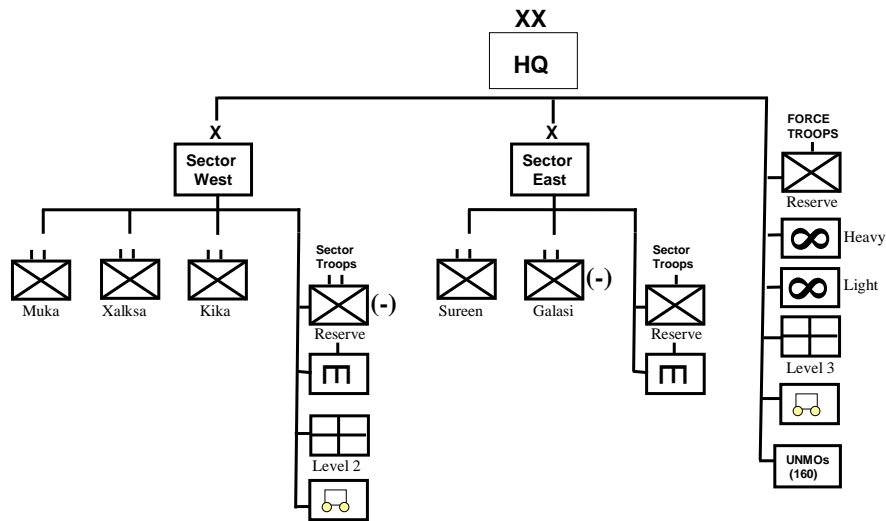 XX
HQ
X
Sector
West
X
Sector
East
FORCE
TROOPS
Reserve
Heavy
Light
Level 3
UNMOs
(160)
Muka
Xalksa
Kika
Sector
Troops
(-)
Reserve
Level 2
Sureen
Galasi
(-)
Sector
Troops
Reserve